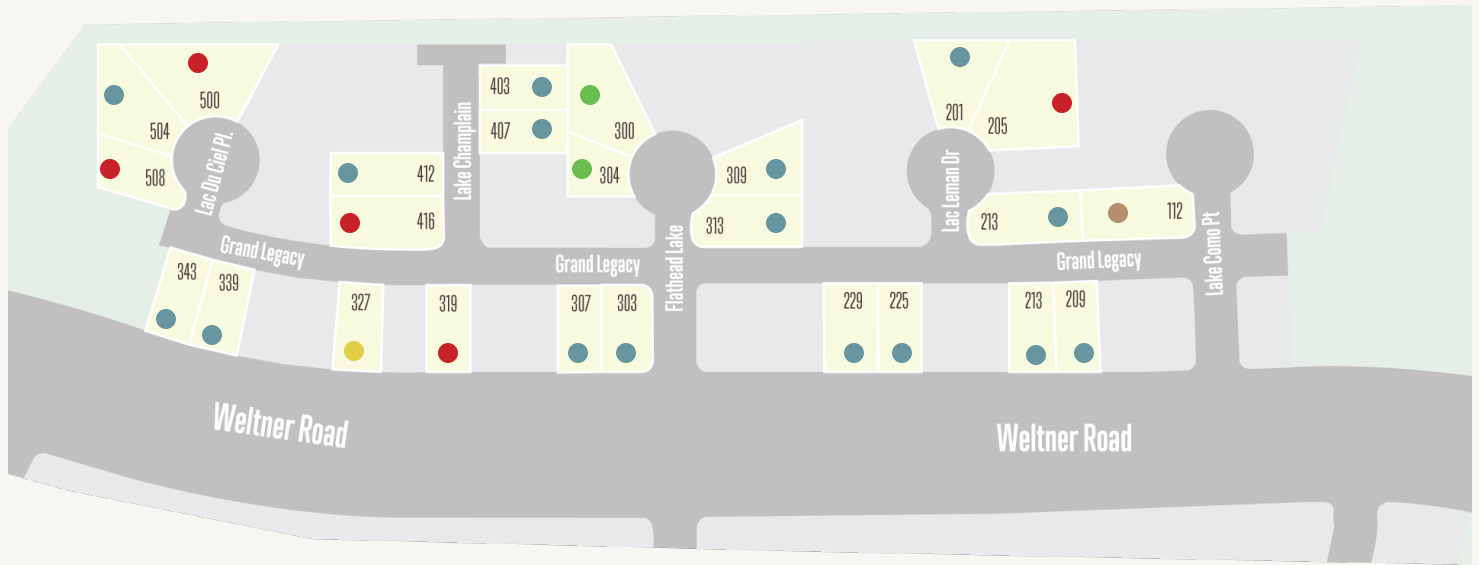 500
504
508
Lac Du Ciel Pl.
412
416
Lake Champlain
403
407
300
304
309
313
201
205
Lac Leman Dr
213
112
Lake Como Pt
Grand Legacy
Grand Legacy
Flathead Lake
Grand Legacy
343
339
327
319
307
303
229
225
213
209
Weltner Road
Weltner Road